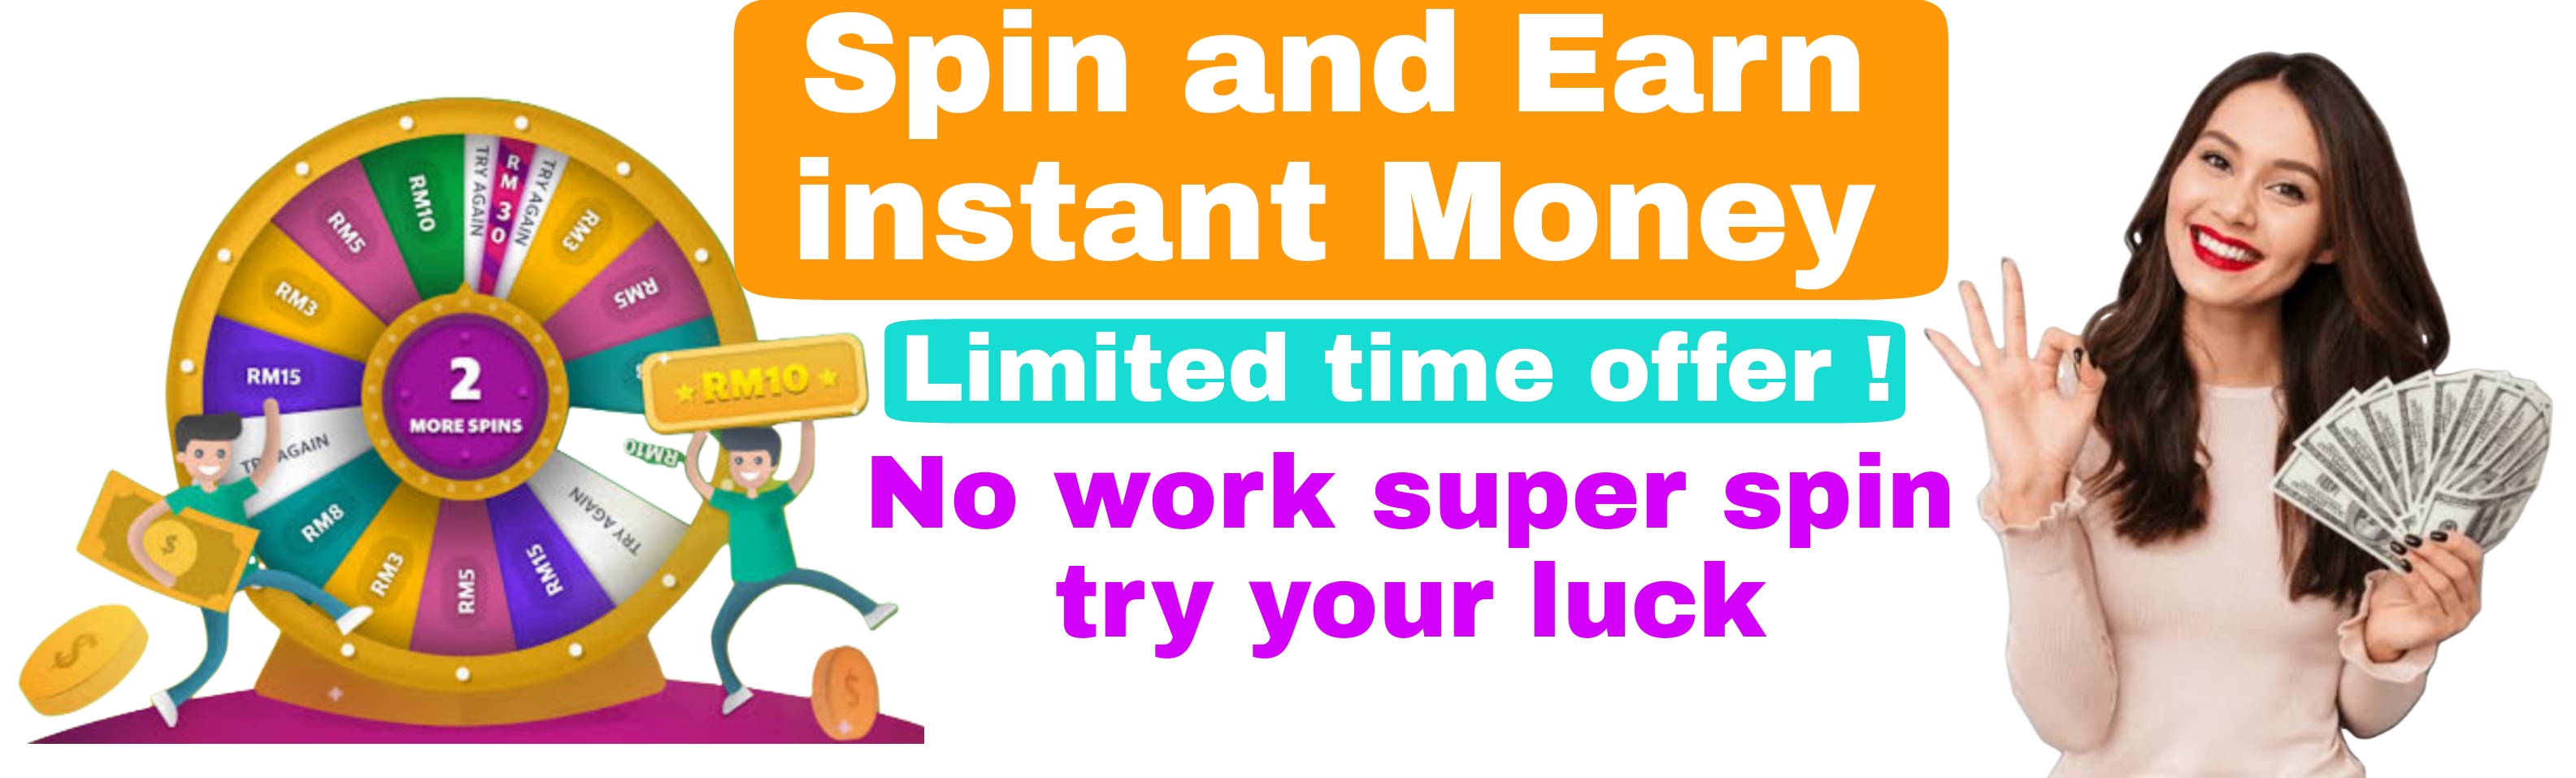 Spin and Earn
instant Money
Limited time offer !
No work super spin
try your luck
RM10
TRY AGAIN
RM30
TRY AGAIN
RM3
RM5
RM10
RM10
TRY AGAIN
RM15
RM5
RM3
RM8
RM15
RM3
RM5
2
MORE SPINS